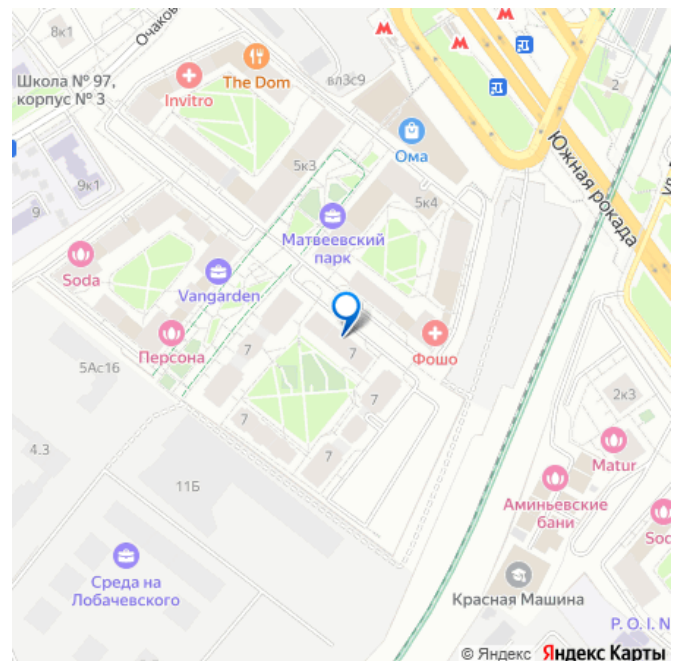 8к1
Очаков
Школа № 97,
корпус № 3
The Dom
вл3с9
2
Invitro
Ома
Южная рокада
5к3
9к1
9
5к4
Матвеевский
парк
Soda
Vangarden
Персона
Фошо
7
7
7
7
7
5Ас16
2к3
4.3
11Б
Matur
Аминьевские
бани
Soc
Среда на
Лобачевского
Красная Машина
P. O. I. N
© Яндекс Яндекс Карты